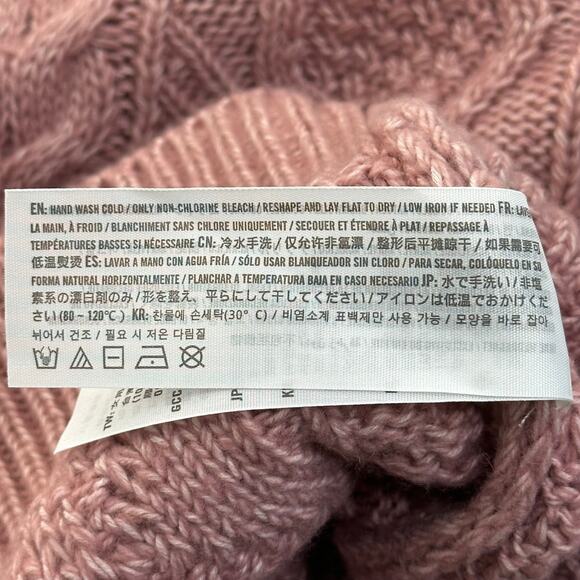 EN: HAND WASH COLD / ONLY NON-CHLORINE BLEACH / RESHAPE AND LAY FLAT TO DRY / LOW IRON IF NEEDED FR:
LA MAIN, À FROID / BLANCHIMENT SANS CHLORE UNIQUEMENT / SECOUER ET ÉTENDRE À PLAT / REPASSAGE À
TEMPÉRATURES BASSES SI NÉCESSAIRE CN: 冷水手洗 / 仅允许非氯漂 / 整形后平摊晾干 / 如果需要可
低温熨烫 ES: LAVAR A MANO CON AGUA FRÍA / SÓLO USAR BLANQUEADOR SIN CLORO / PARA SECAR, COLÓQUELO EN SU
FORMA NATURAL HORIZONTALMENTE / PLANCHAR A TEMPERATURA BAJA EN CASO NECESARIO JP: 水で手洗い / 非塩
素系の漂白剤のみ / 形を整え、平らにして干してください / アイロンは低温でおかけくだ
さい (80～120℃) KR: 찬물에 손세탁(30° C) / 비염소계 표백제만 사용 가능 / 모양을 바로 잡아
뉘어서 건조 / 필요 시 저온 다림질
TW:
GCC
JP
K